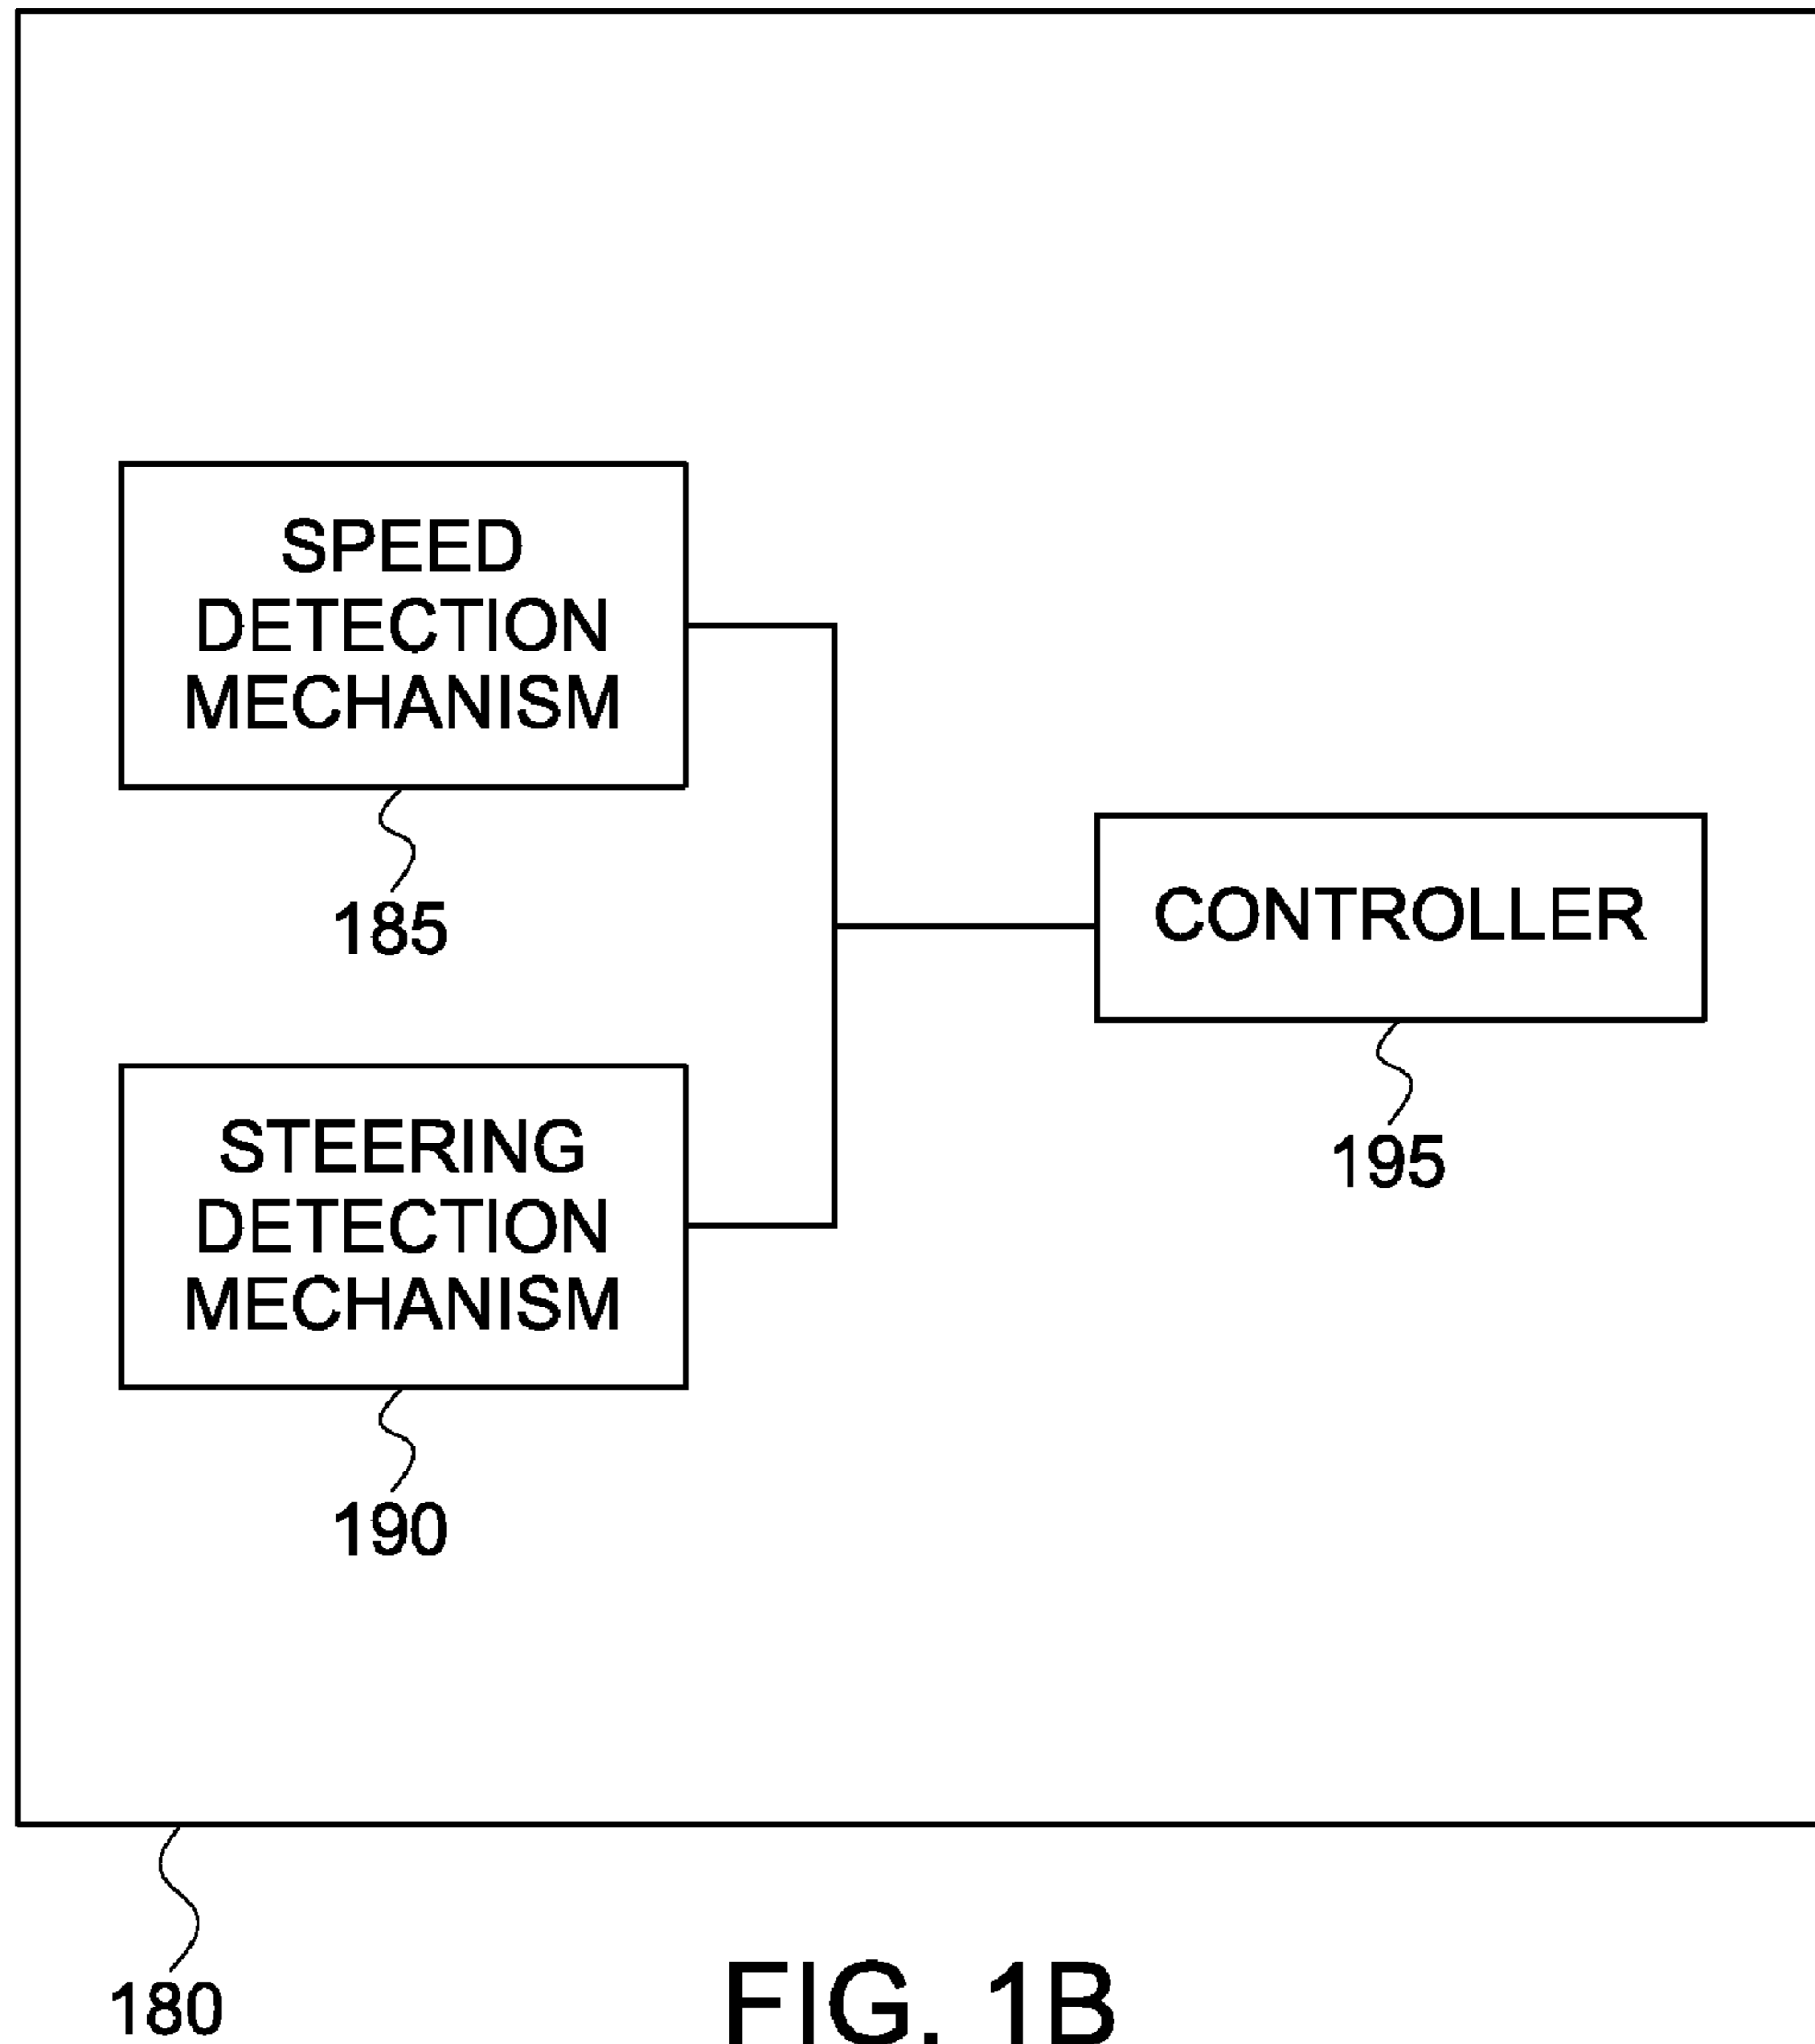 SPEED
DETECTION
MECHANISM
185
CONTROLLER
195
STEERING
DETECTION
MECHANISM
190
180
FIG. 1B